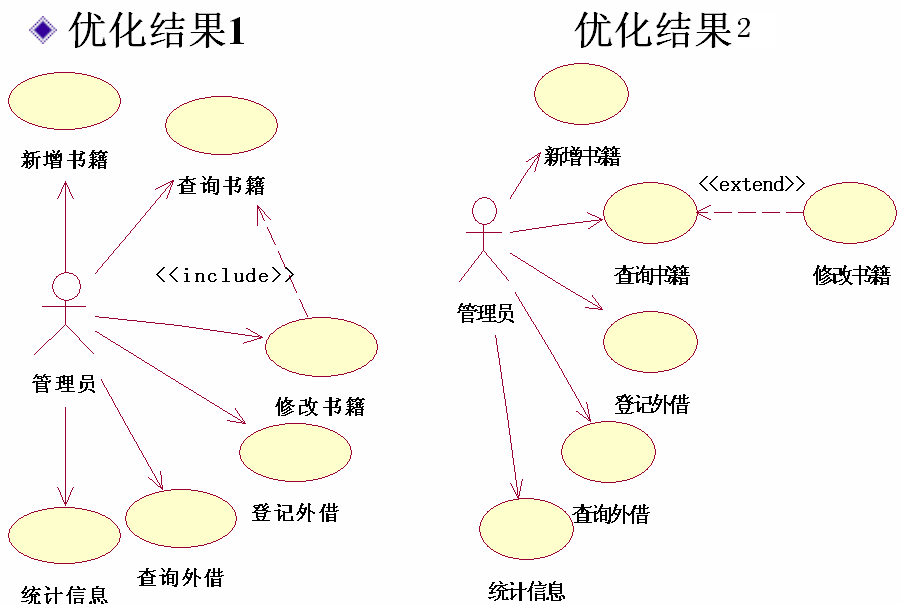 优化结果1
新增书籍
查询书籍
<<include>>
管理员
修改书籍
登记外借
查询外借
统计信息
优化结果2
新增书籍
<<extend>>
查询书籍
修改书籍
管理员
登记外借
查询外借
统计信息